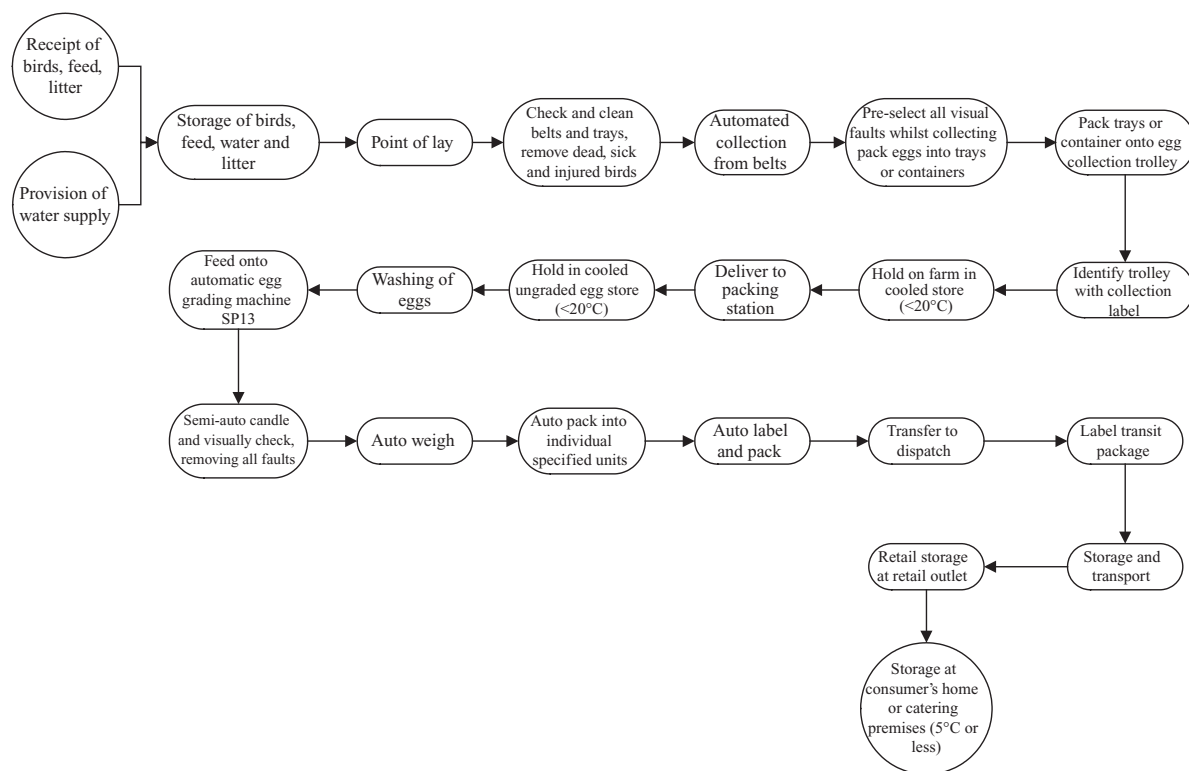 Receipt of
birds, feed,
litter
Provision of
water supply
Storage of birds,
feed, water and
litter
Point of lay
Check and clean
belts and trays,
remove dead, sick
and injured birds
Automated
collection
from belts
Pre-select all visual
faults whilst collecting
pack eggs into trays
or containers
Pack trays or
container onto egg
collection trolley
Identify trolley
with collection
label
Hold on farm in
cooled store
(<20°C)
Deliver to
packing
station
Hold in cooled
ungraded egg store
(<20°C)
Washing of
eggs
Feed onto
automatic egg
grading machine
SP13
Semi-auto candle
and visually check,
removing all faults
Auto weigh
Auto pack into
individual
specified units
Auto label
and pack
Transfer to
dispatch
Label transit
package
Storage and
transport
Retail storage
at retail outlet
Storage at
consumer’s home
or catering
premises (5°C or
less)